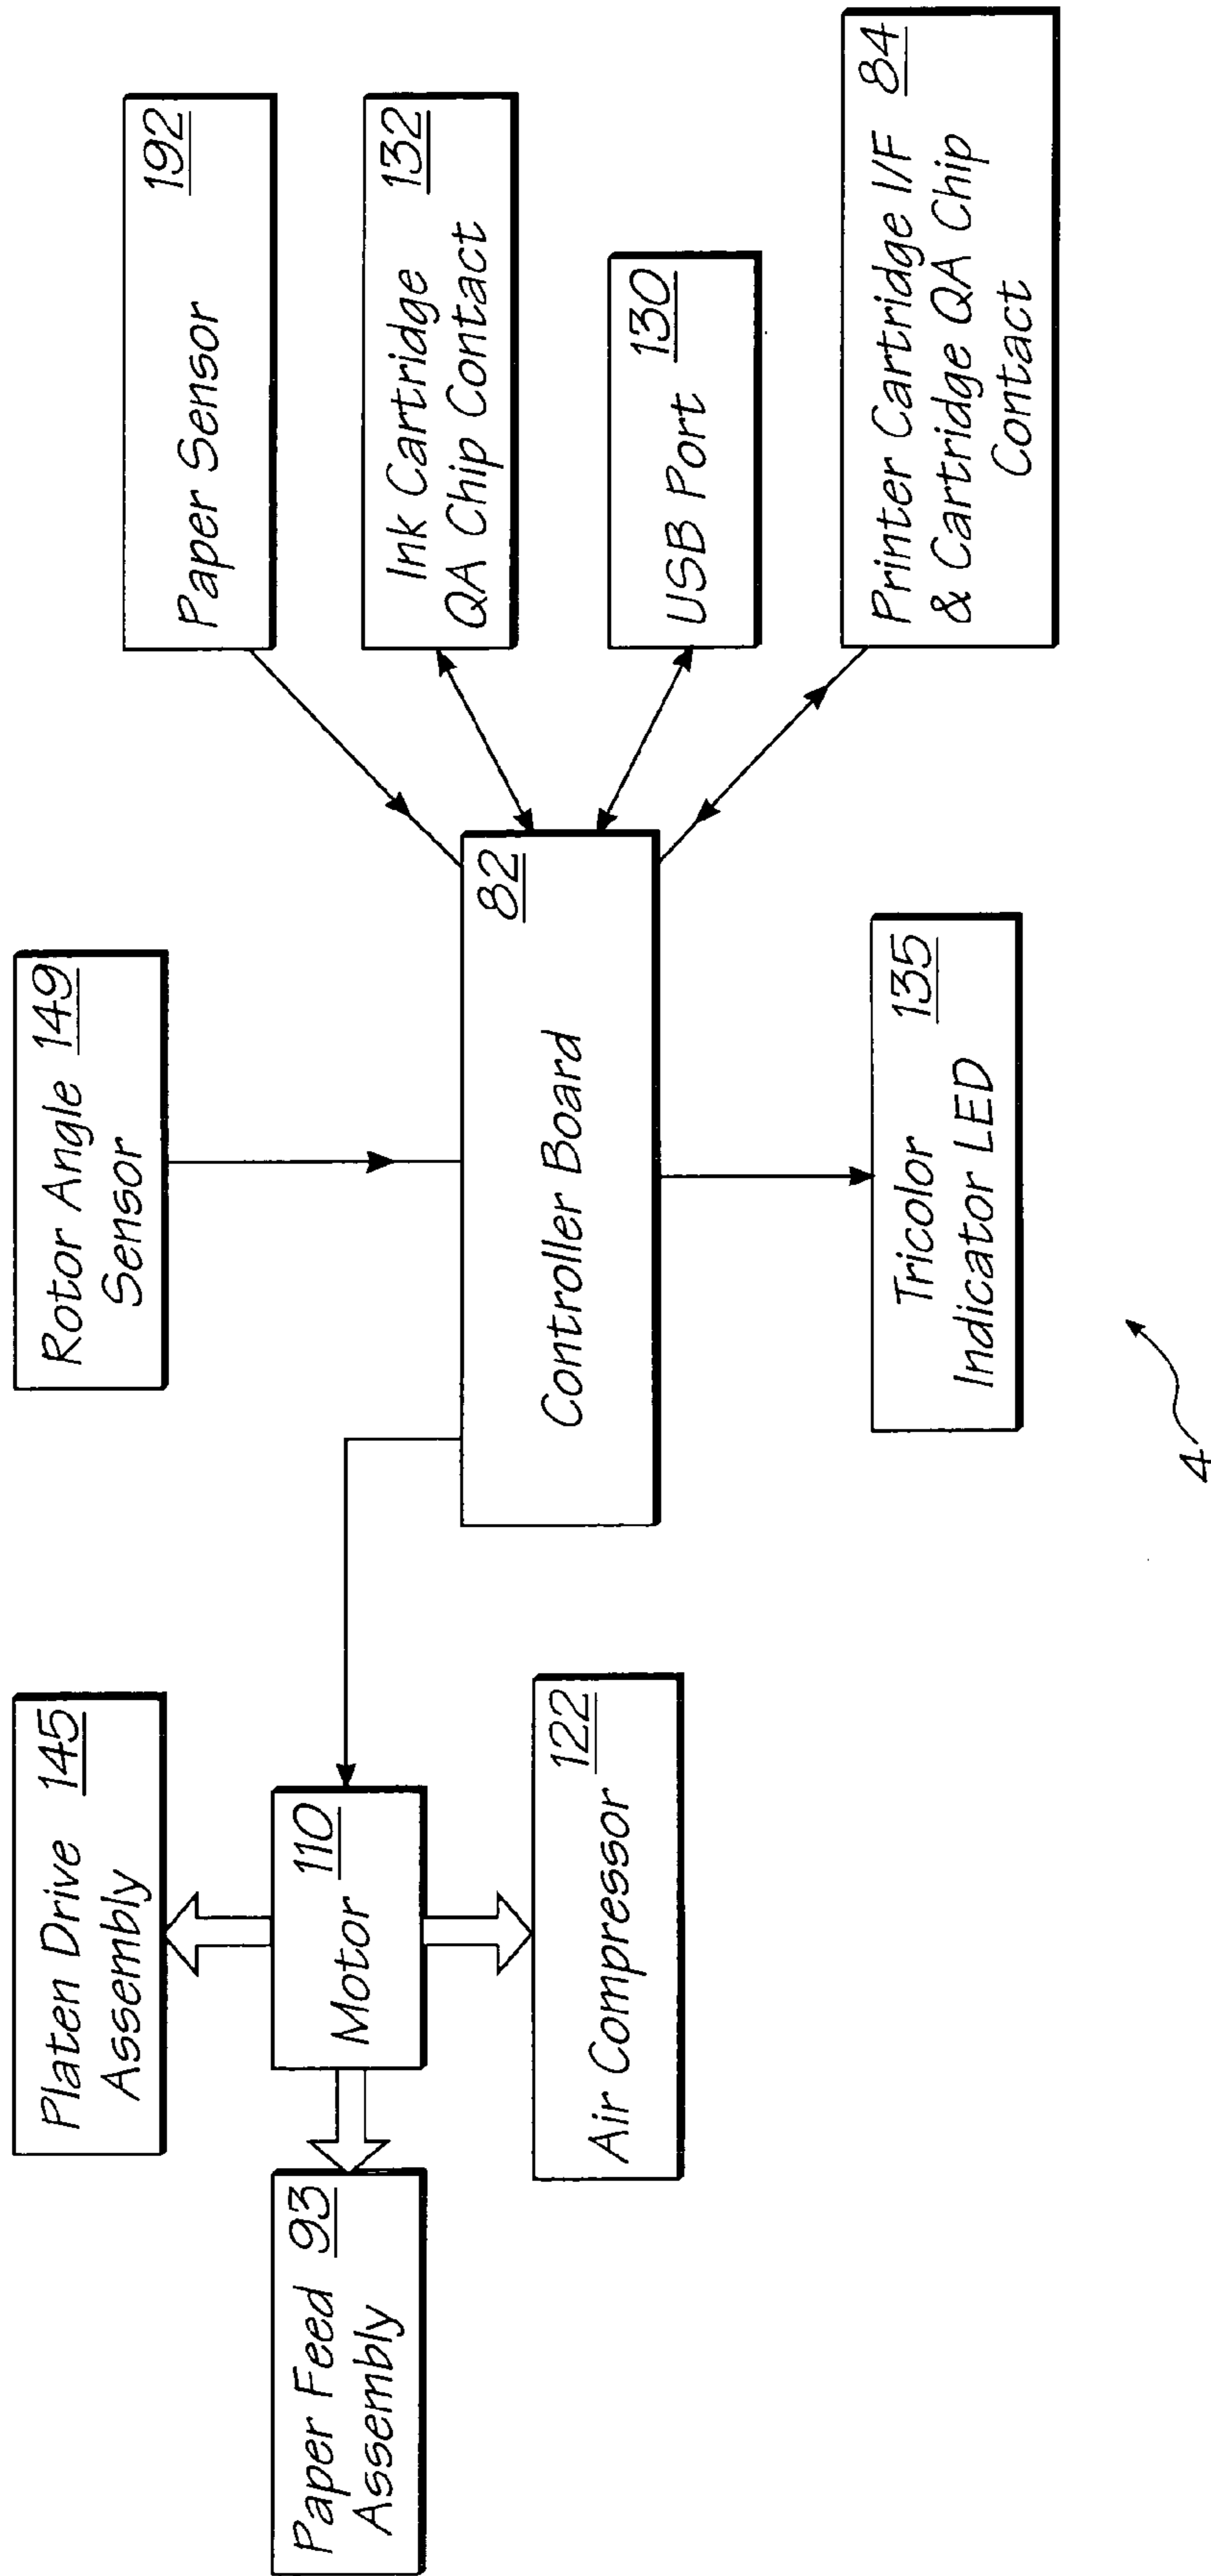 Platen Drive 145
Assembly
Rotor Angle 149
Sensor
Paper Sensor 192
Paper Feed 93
Assembly
Motor 110
Ink Cartridge 132
QA Chip Contact
Controller Board 82
Air Compressor 122
USB Port 130
Tricolor 135
Indicator LED
Printer Cartridge I/F 84
& Cartridge QA Chip
Contact
4